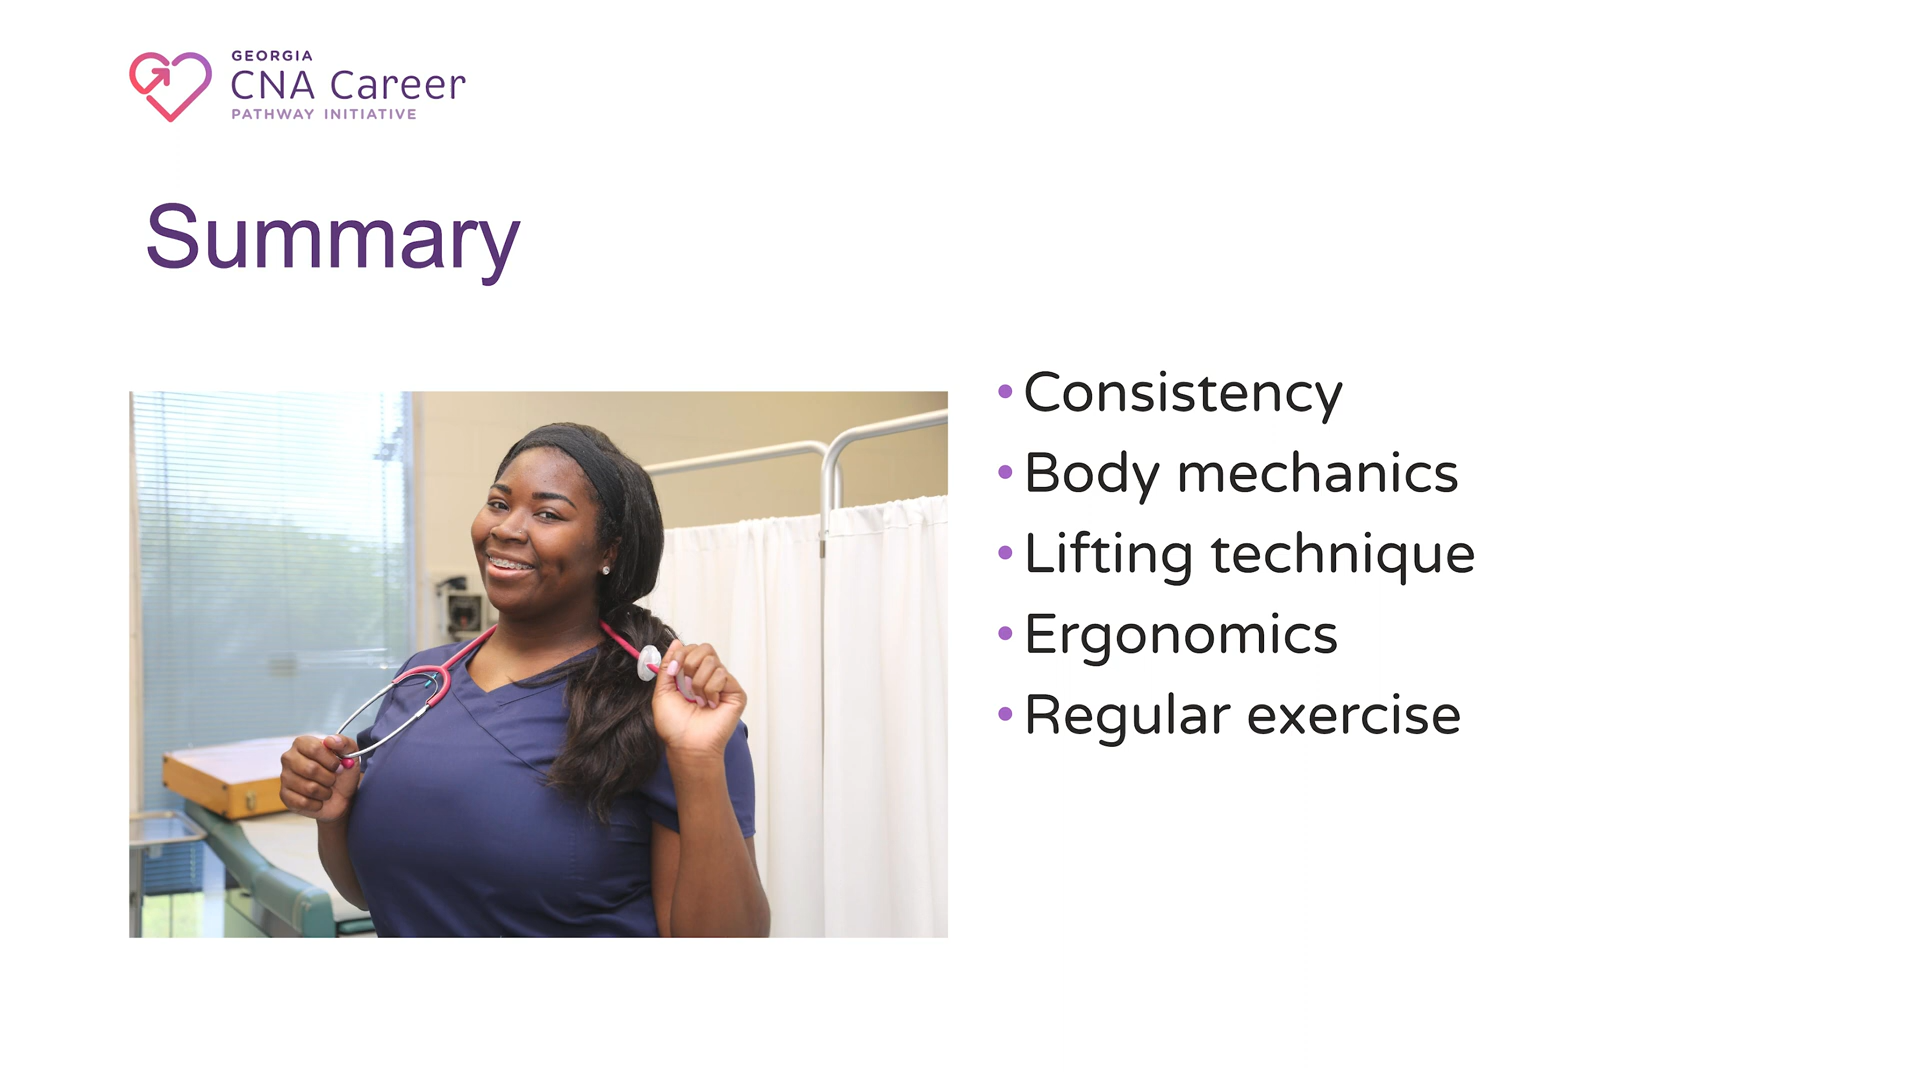 GEORGIA
CNA Career
PATHWAY INITIATIVE
Summary
• Consistency
• Body mechanics
• Lifting technique
• Ergonomics
• Regular exercise